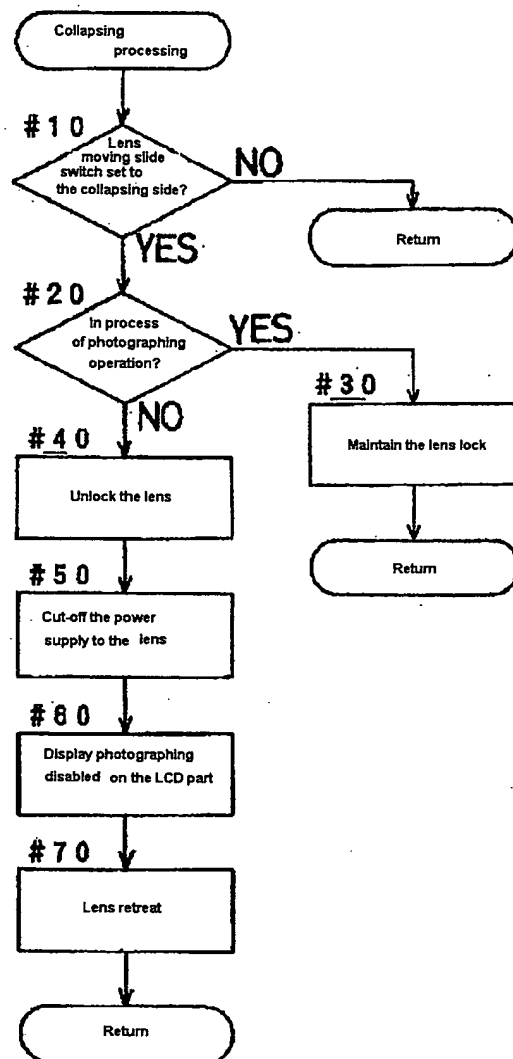 Collapsing
processing
#10
Lens
moving slide
switch set to
the collapsing side?
NO
Return
YES
#20
In process
of photographing
operation?
YES
#30
Maintain the lens lock
Return
NO
#40
Unlock the lens
#50
Cut-off the power
supply to the lens
#60
Display photographing
disabled on the LCD part
#70
Lens retreat
Return